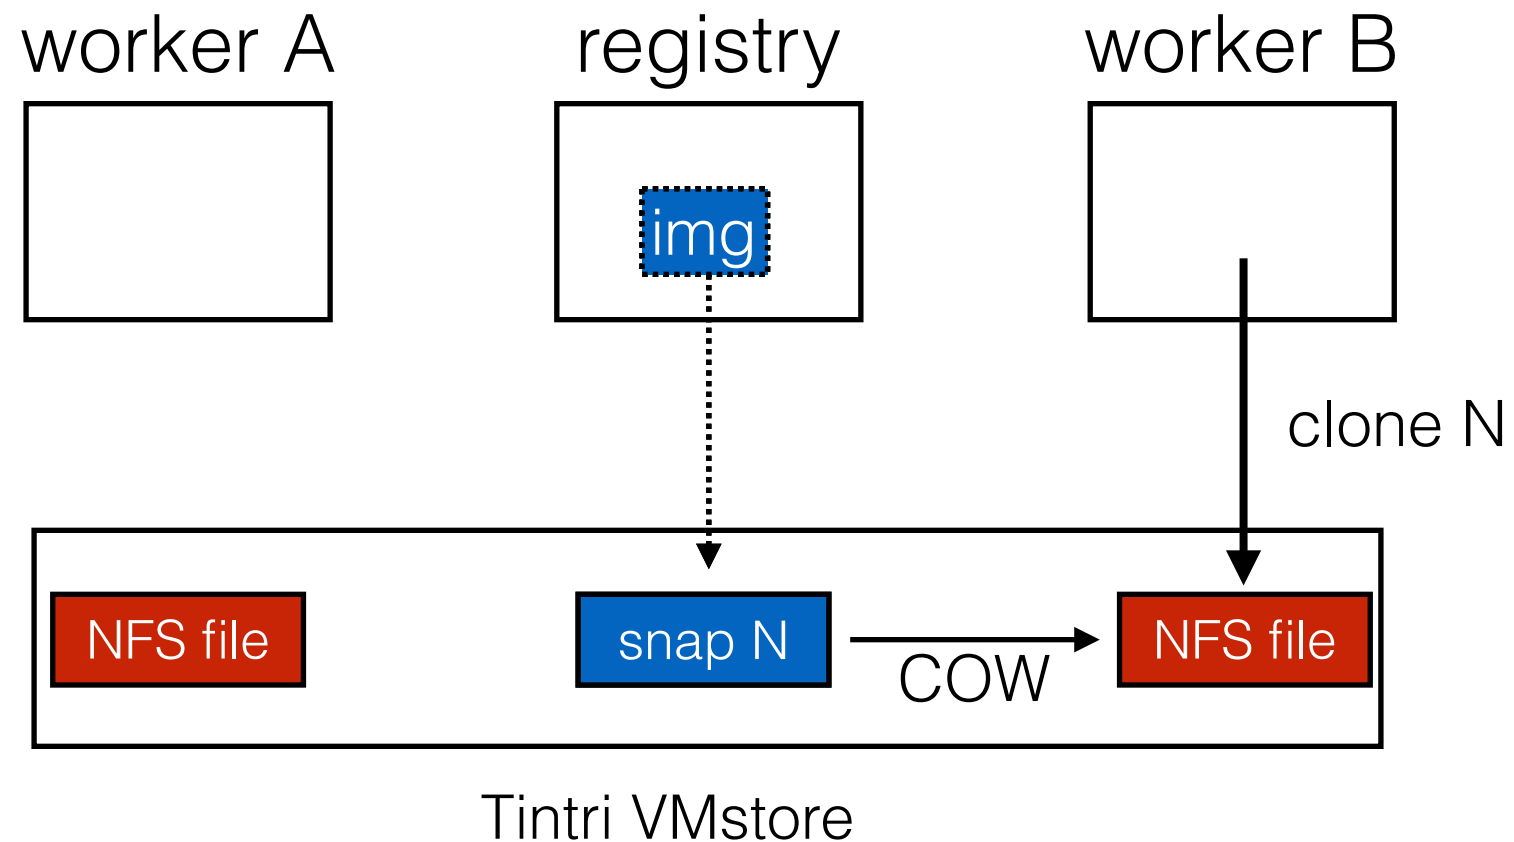 worker A
registry
worker B
img
clone N
NFS file
snap N
NFS file
COW
Tintri VMstore